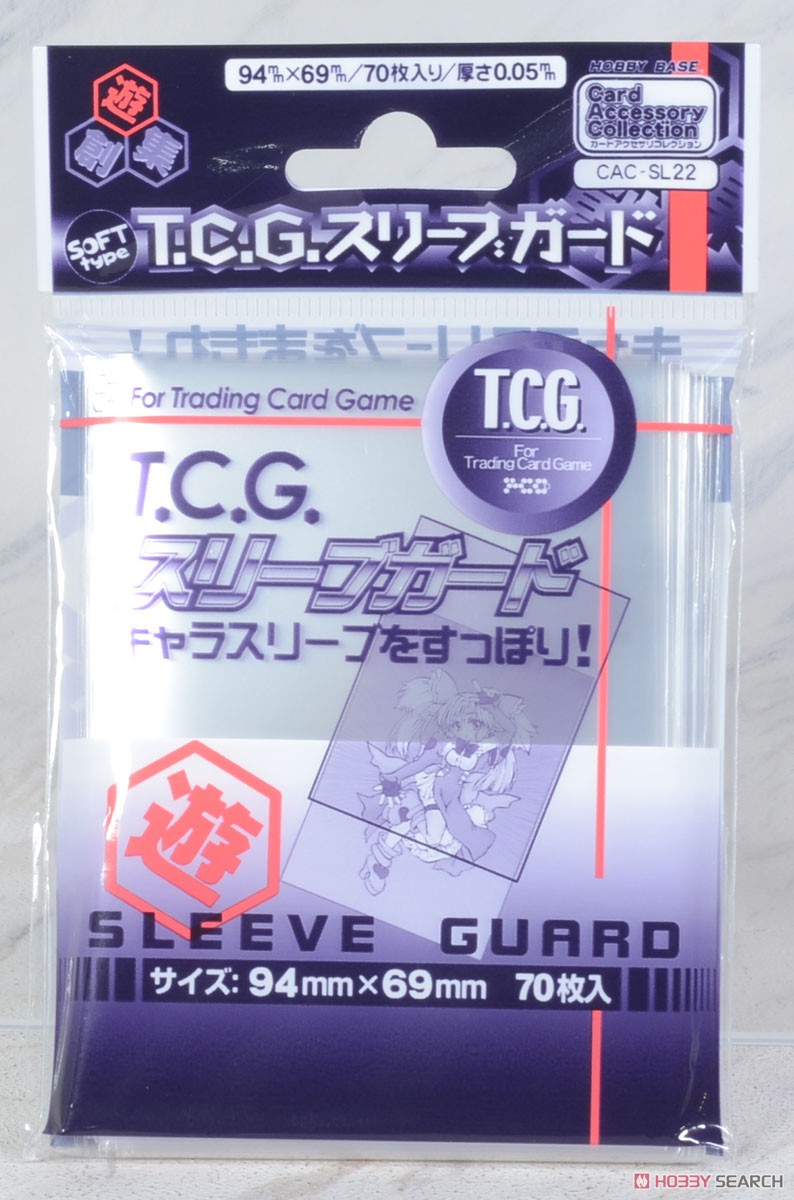 94mm×69mm/70枚入り/厚さ0.05mm
HOBBY BASE
Card
Accessory
Collection
カードアクセサリコレクション
CAC-SL22
遊
創
集
SOFT
type
T.C.G.スリーブ・ガード
For Trading Card Game
T.C.G.
For
Trading Card Game
T.C.G.
スリーブガード
キャラスリーブをすっぽり!
遊
SLEEVE GUARD
サイズ:94mm×69mm 70枚入
HOBBY SEARCH